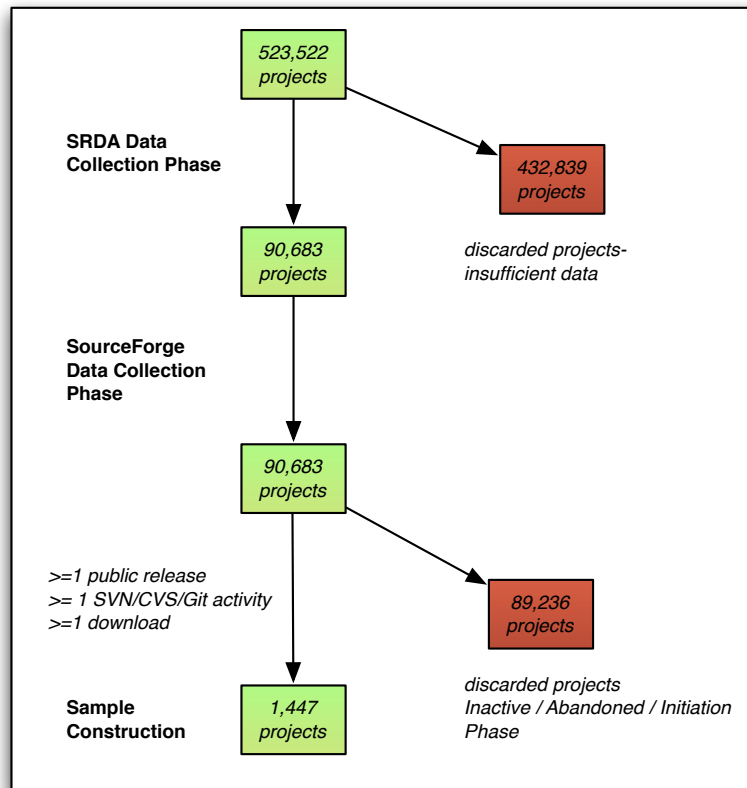 523,522
projects
SRDA Data
Collection Phase
432,839
projects
90,683
projects
discarded projects-
insufficient data
SourceForge
Data Collection
Phase
90,683
projects
>=1 public release
>= 1 SVN/CVS/Git activity
>=1 download
89,236
projects
discarded projects
Inactive / Abandoned / Initiation
Phase
Sample
Construction
1,447
projects